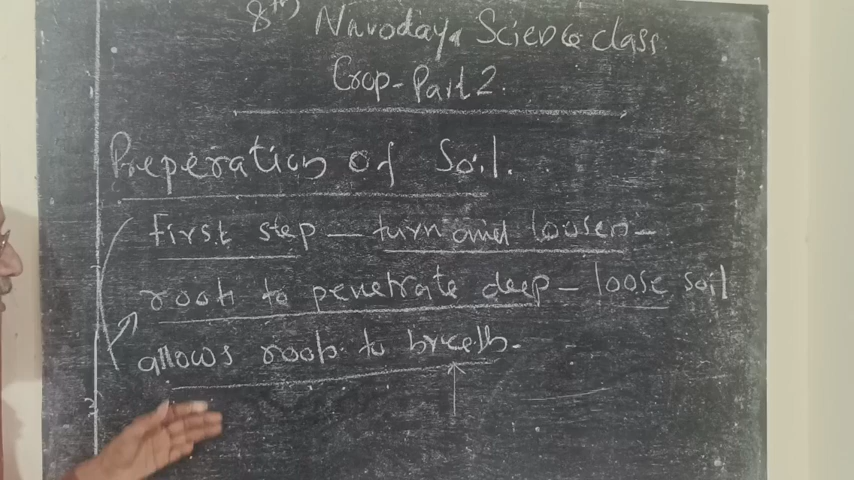 8th Navodaya Science class
Crop-Part 2.
Reperation of Soil.
First step - turn and loosen-
roots to penetrate deep - loose soil
allows roots to breath.